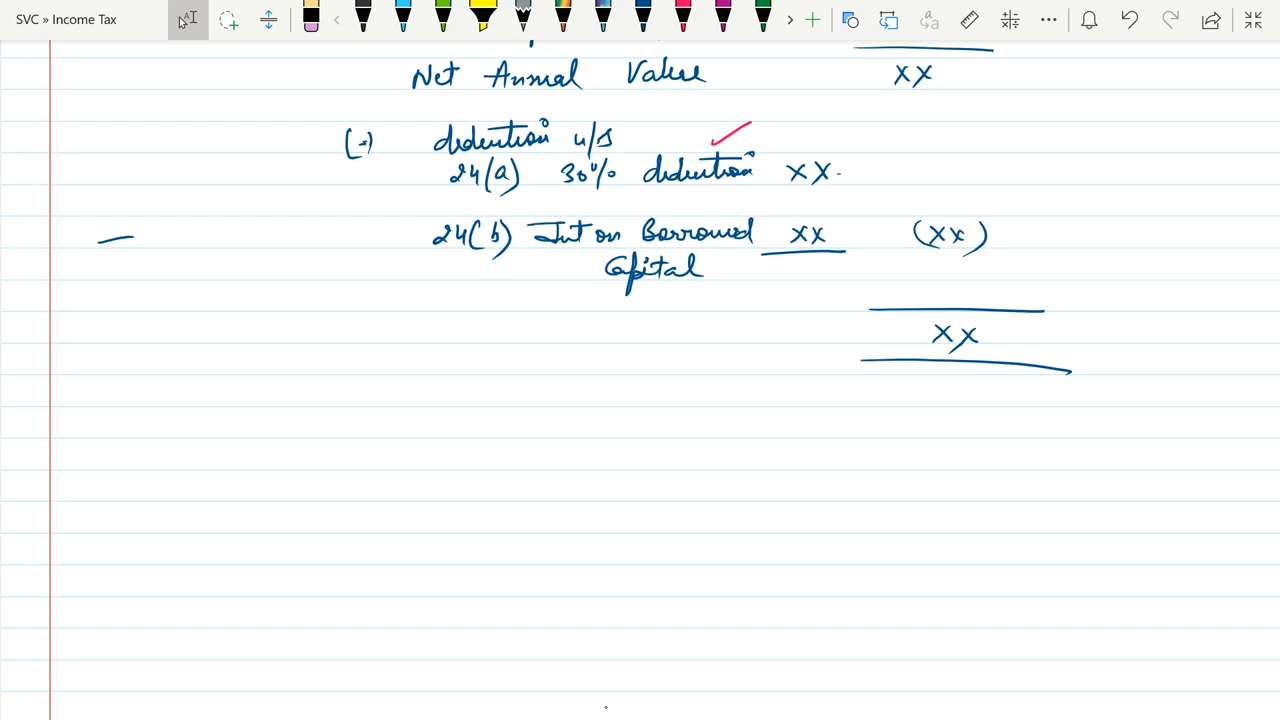 SVC » Income Tax
Net Annual Value XX
(-) deduction u/s
24(a) 30% deduction XX
24(b) Int on Borrowed XX (XX)
Capital
XX